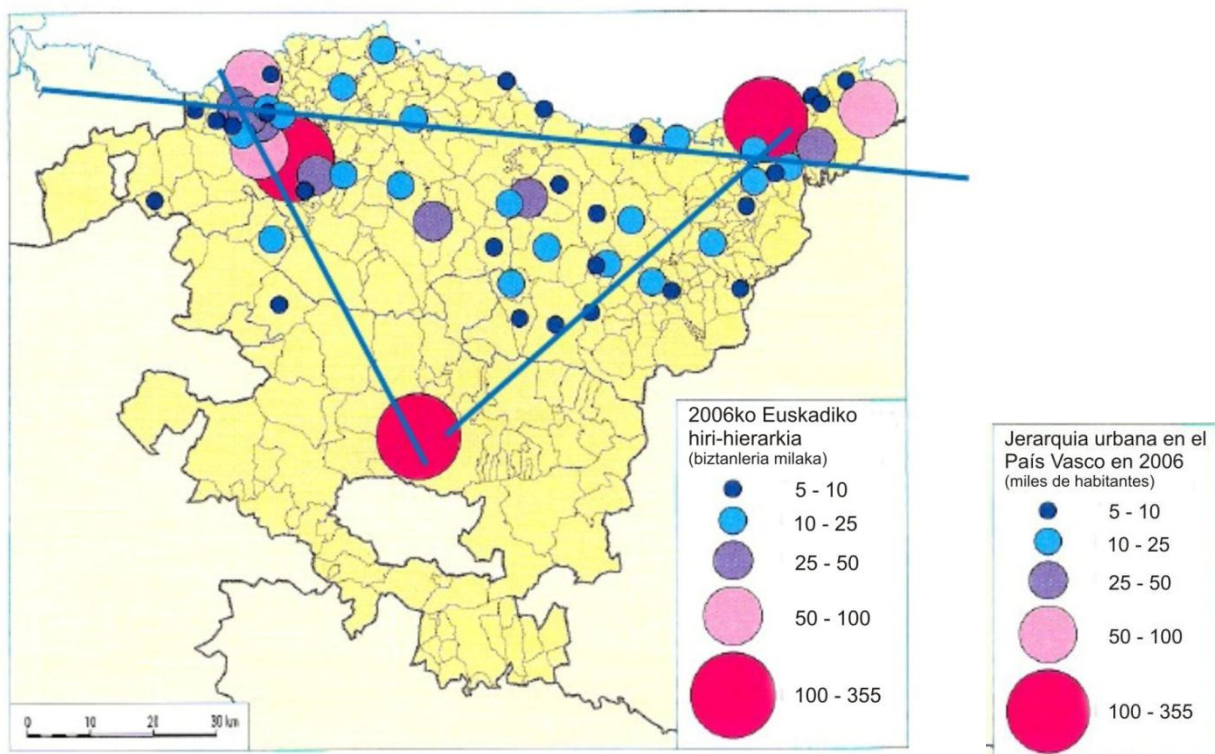 2006ko Euskadiko
hiri-hierarkia
(biztanleria milaka)
5 - 10
10 - 25
25 - 50
50 - 100
100 - 355
Jerarquia urbana en el
País Vasco en 2006
(miles de habitantes)
5 - 10
10 - 25
25 - 50
50 - 100
100 - 355
0 10 20 30 km